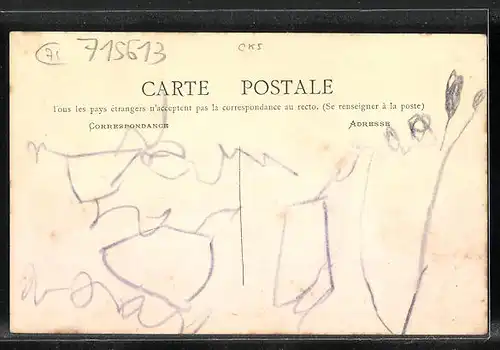 71 715613 CKS
CARTE POSTALE
Tous les pays étrangers n'acceptent pas la correspondance au recto. (Se renseigner à la poste)
CORRESPONDANCE ADRESSE